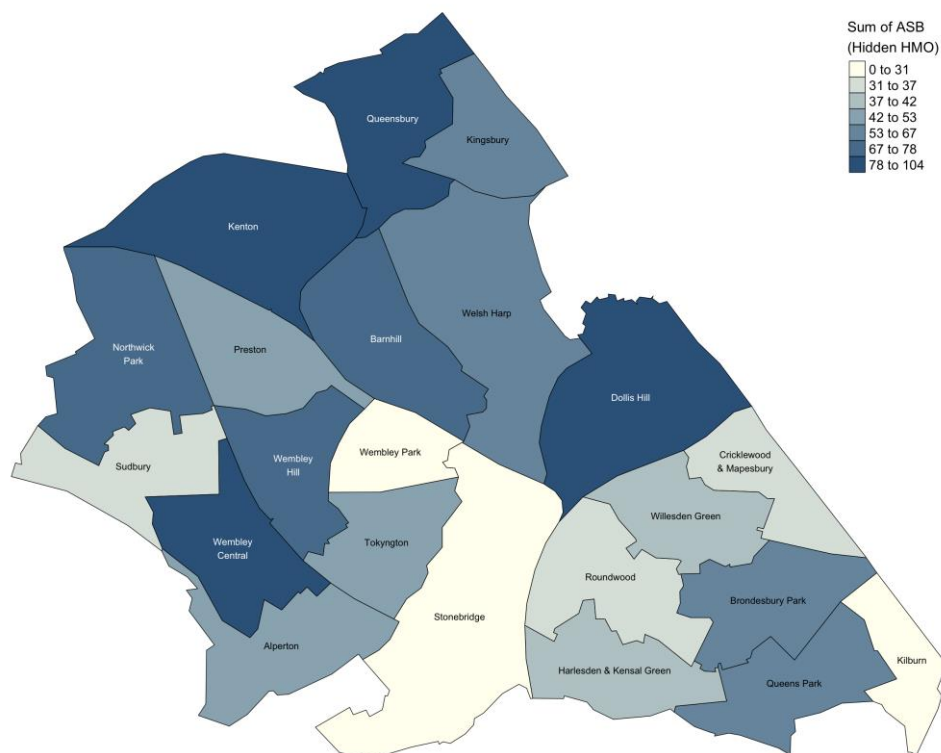 Sum of ASB
(Hidden HMO)
0 to 31
31 to 37
37 to 42
42 to 53
53 to 67
67 to 78
78 to 104
Queensbury
Kingsbury
Kenton
Welsh Harp
Barnhill
Northwick
Park
Preston
Dollis Hill
Wembley Park
Wembley
Hill
Sudbury
Cricklewood
& Mapesbury
Willesden Green
Wembley
Central
Tokyngton
Roundwood
Brondesbury Park
Stonebridge
Alperton
Kilburn
Harlesden & Kensal Green
Queens Park